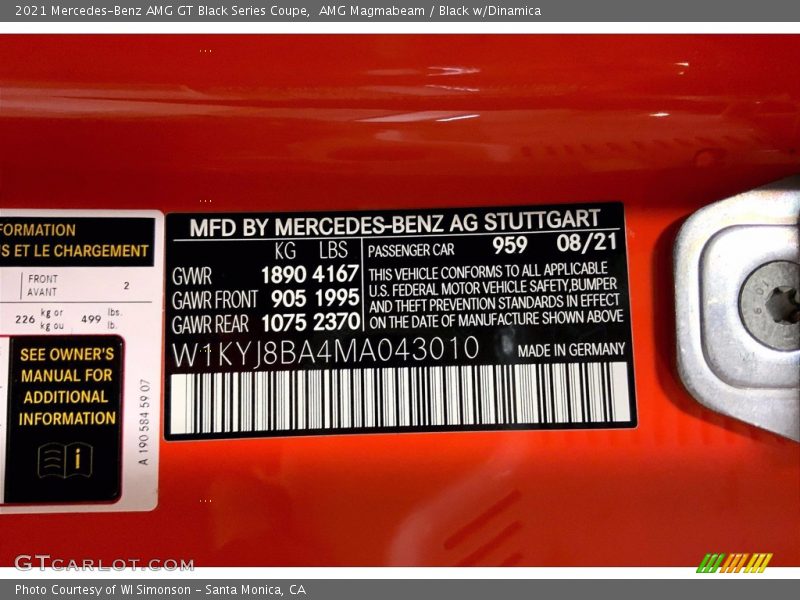 2021 Mercedes-Benz AMG GT Black Series Coupe, AMG Magmabeam / Black w/Dinamica
FORMATION
S ET LE CHARGEMENT
FRONT
AVANT
2
226 kg or kg ou 499 lbs. lb.
SEE OWNER'S
MANUAL FOR
ADDITIONAL
INFORMATION
i
A 190 584 59 07
MFD BY MERCEDES-BENZ AG STUTTGART
KG LBS PASSENGER CAR 959 08/21
GWR 1890 4167
GAWR FRONT 905 1995
GAWR REAR 1075 2370
THIS VEHICLE CONFORMS TO ALL APPLICABLE
U.S. FEDERAL MOTOR VEHICLE SAFETY,BUMPER
AND THEFT PREVENTION STANDARDS IN EFFECT
ON THE DATE OF MANUFACTURE SHOWN ABOVE
W1KYJ8BA4MA043010 MADE IN GERMANY
GTCARLOT.COM
Photo Courtesy of WI Simonson - Santa Monica, CA